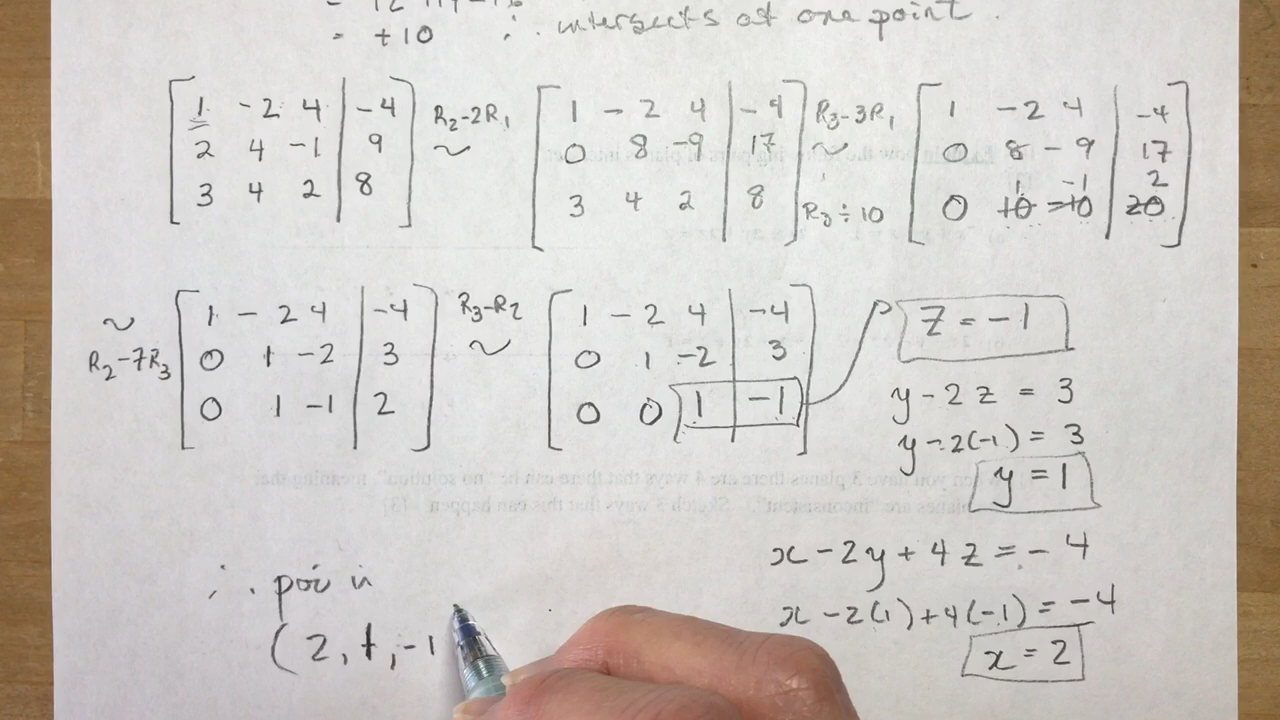 = +10 ∴ intersects at one point.
[1 -2 4 | -4] R2-2R1 [1 -2 4 | -4] R3-3R1 [1 -2 4 | -4]
[2 4 -1 | 9] ~ [0 8 -9 | 17] ~ [0 8 -9 | 17]
1 -1 2
[3 4 2 | 8] [3 4 2 | 8] R3÷10 [0 10 -10 | 20]
~ [1 -2 4 | -4] R3-R2 [1 -2 4 | -4]
R2-7R3 [0 1 -2 | 3] ~ [0 1 -2 | 3]
[0 1 -1 | 2] [0 0 1 | -1]
z = -1
y - 2z = 3
y - 2(-1) = 3
y = 1
x - 2y + 4z = -4
x - 2(1) + 4(-1) = -4
x = 2
∴ poi is
(2, 1, -1